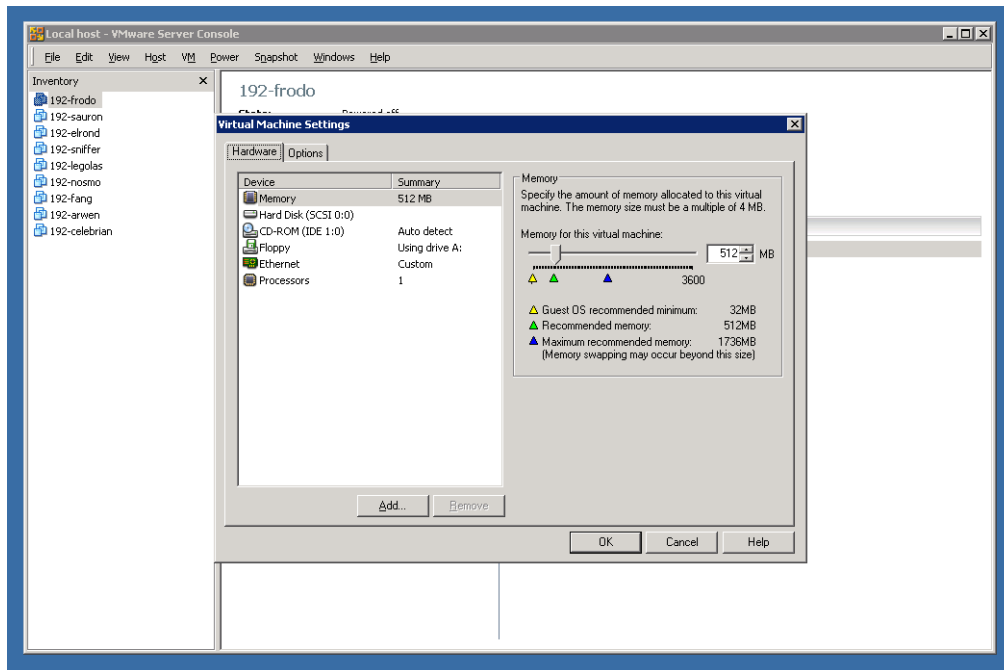 Local host - VMware Server Console
File Edit View Host VM Power Snapshot Windows Help
Inventory
192-frodo
192-sauron
192-elrond
192-sniffer
192-legolas
192-nosmo
192-fang
192-arwen
192-celebrian
192-frodo
Virtual Machine Settings
Hardware Options
Device Summary
Memory 512 MB
Hard Disk (SCSI 0:0)
CD-ROM (IDE 1:0) Auto detect
Floppy Using drive A:
Ethernet Custom
Processors 1
Add... Remove
Memory
Specify the amount of memory allocated to this virtual
machine. The memory size must be a multiple of 4 MB.
Memory for this virtual machine:
512 MB
3600
Guest OS recommended minimum: 32MB
Recommended memory: 512MB
Maximum recommended memory: 1736MB
(Memory swapping may occur beyond this size)
OK Cancel Help